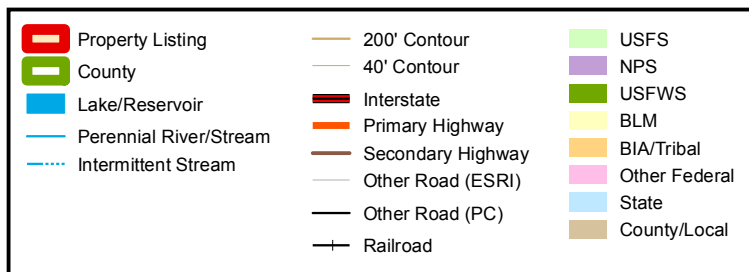 Property Listing
County
Lake/Reservoir
Perennial River/Stream
Intermittent Stream
200' Contour
40' Contour
Interstate
Primary Highway
Secondary Highway
Other Road (ESRI)
Other Road (PC)
Railroad
USFS
NPS
USFWS
BLM
BIA/Tribal
Other Federal
State
County/Local